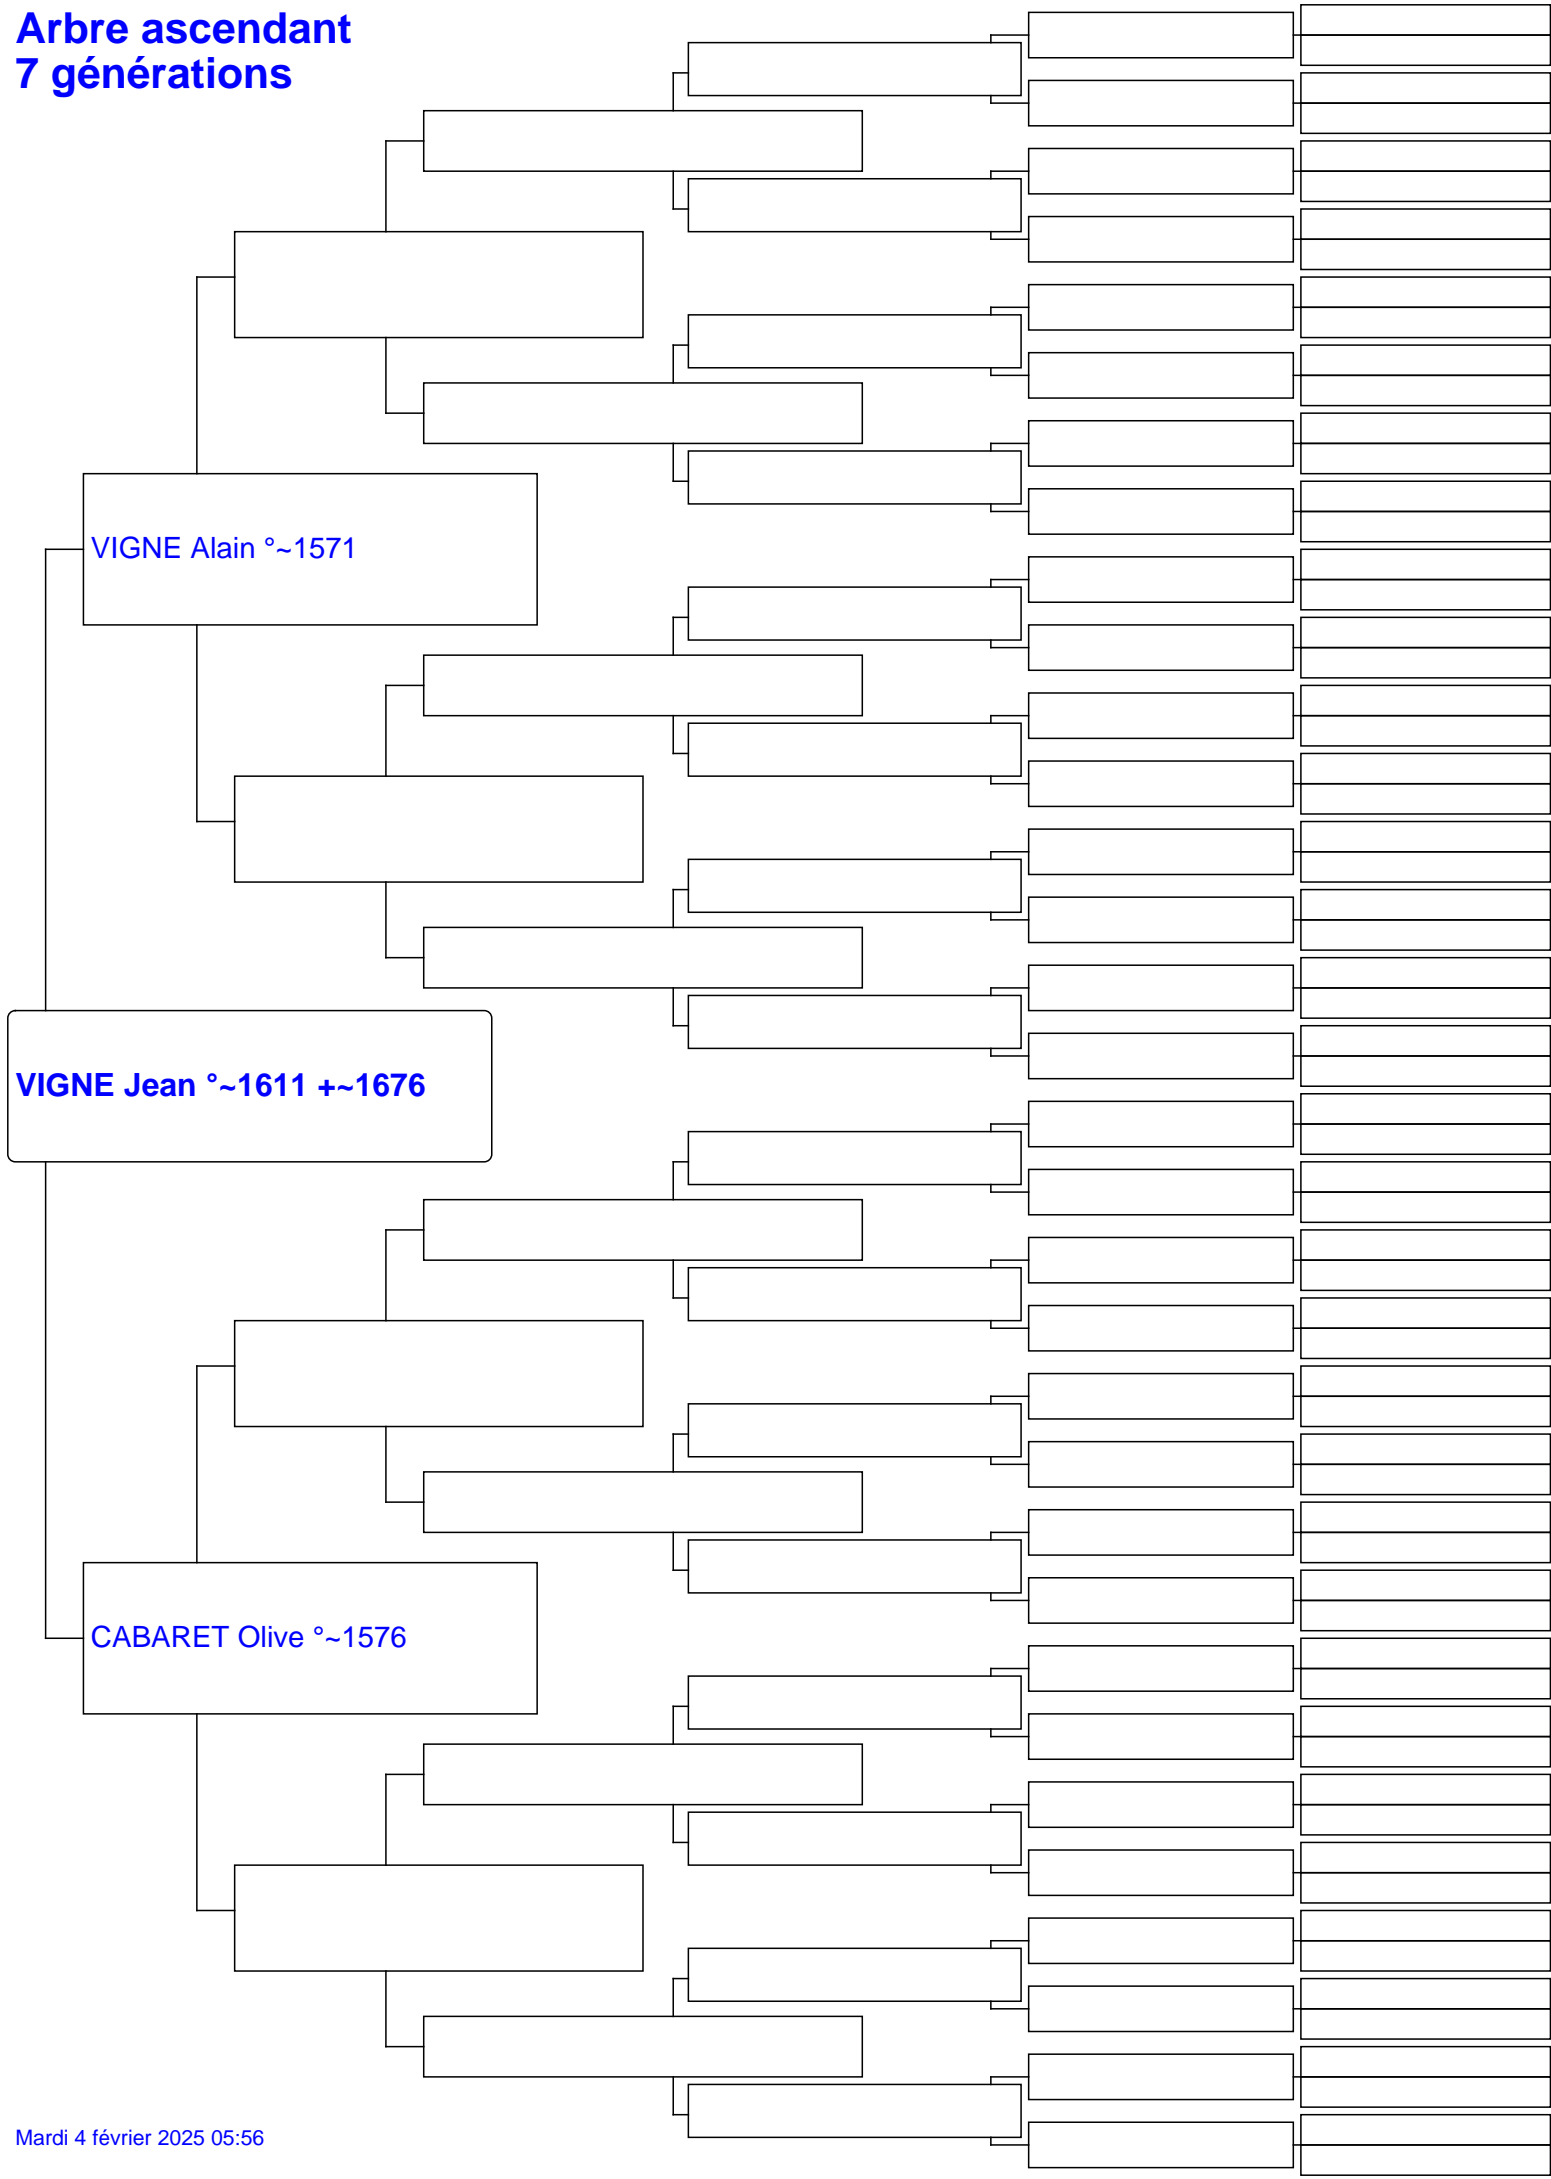 Arbre ascendant
7 générations
VIGNE Alain °~1571
VIGNE Jean °~1611 +~1676
CABARET Olive °~1576
Mardi 4 février 2025 05:56